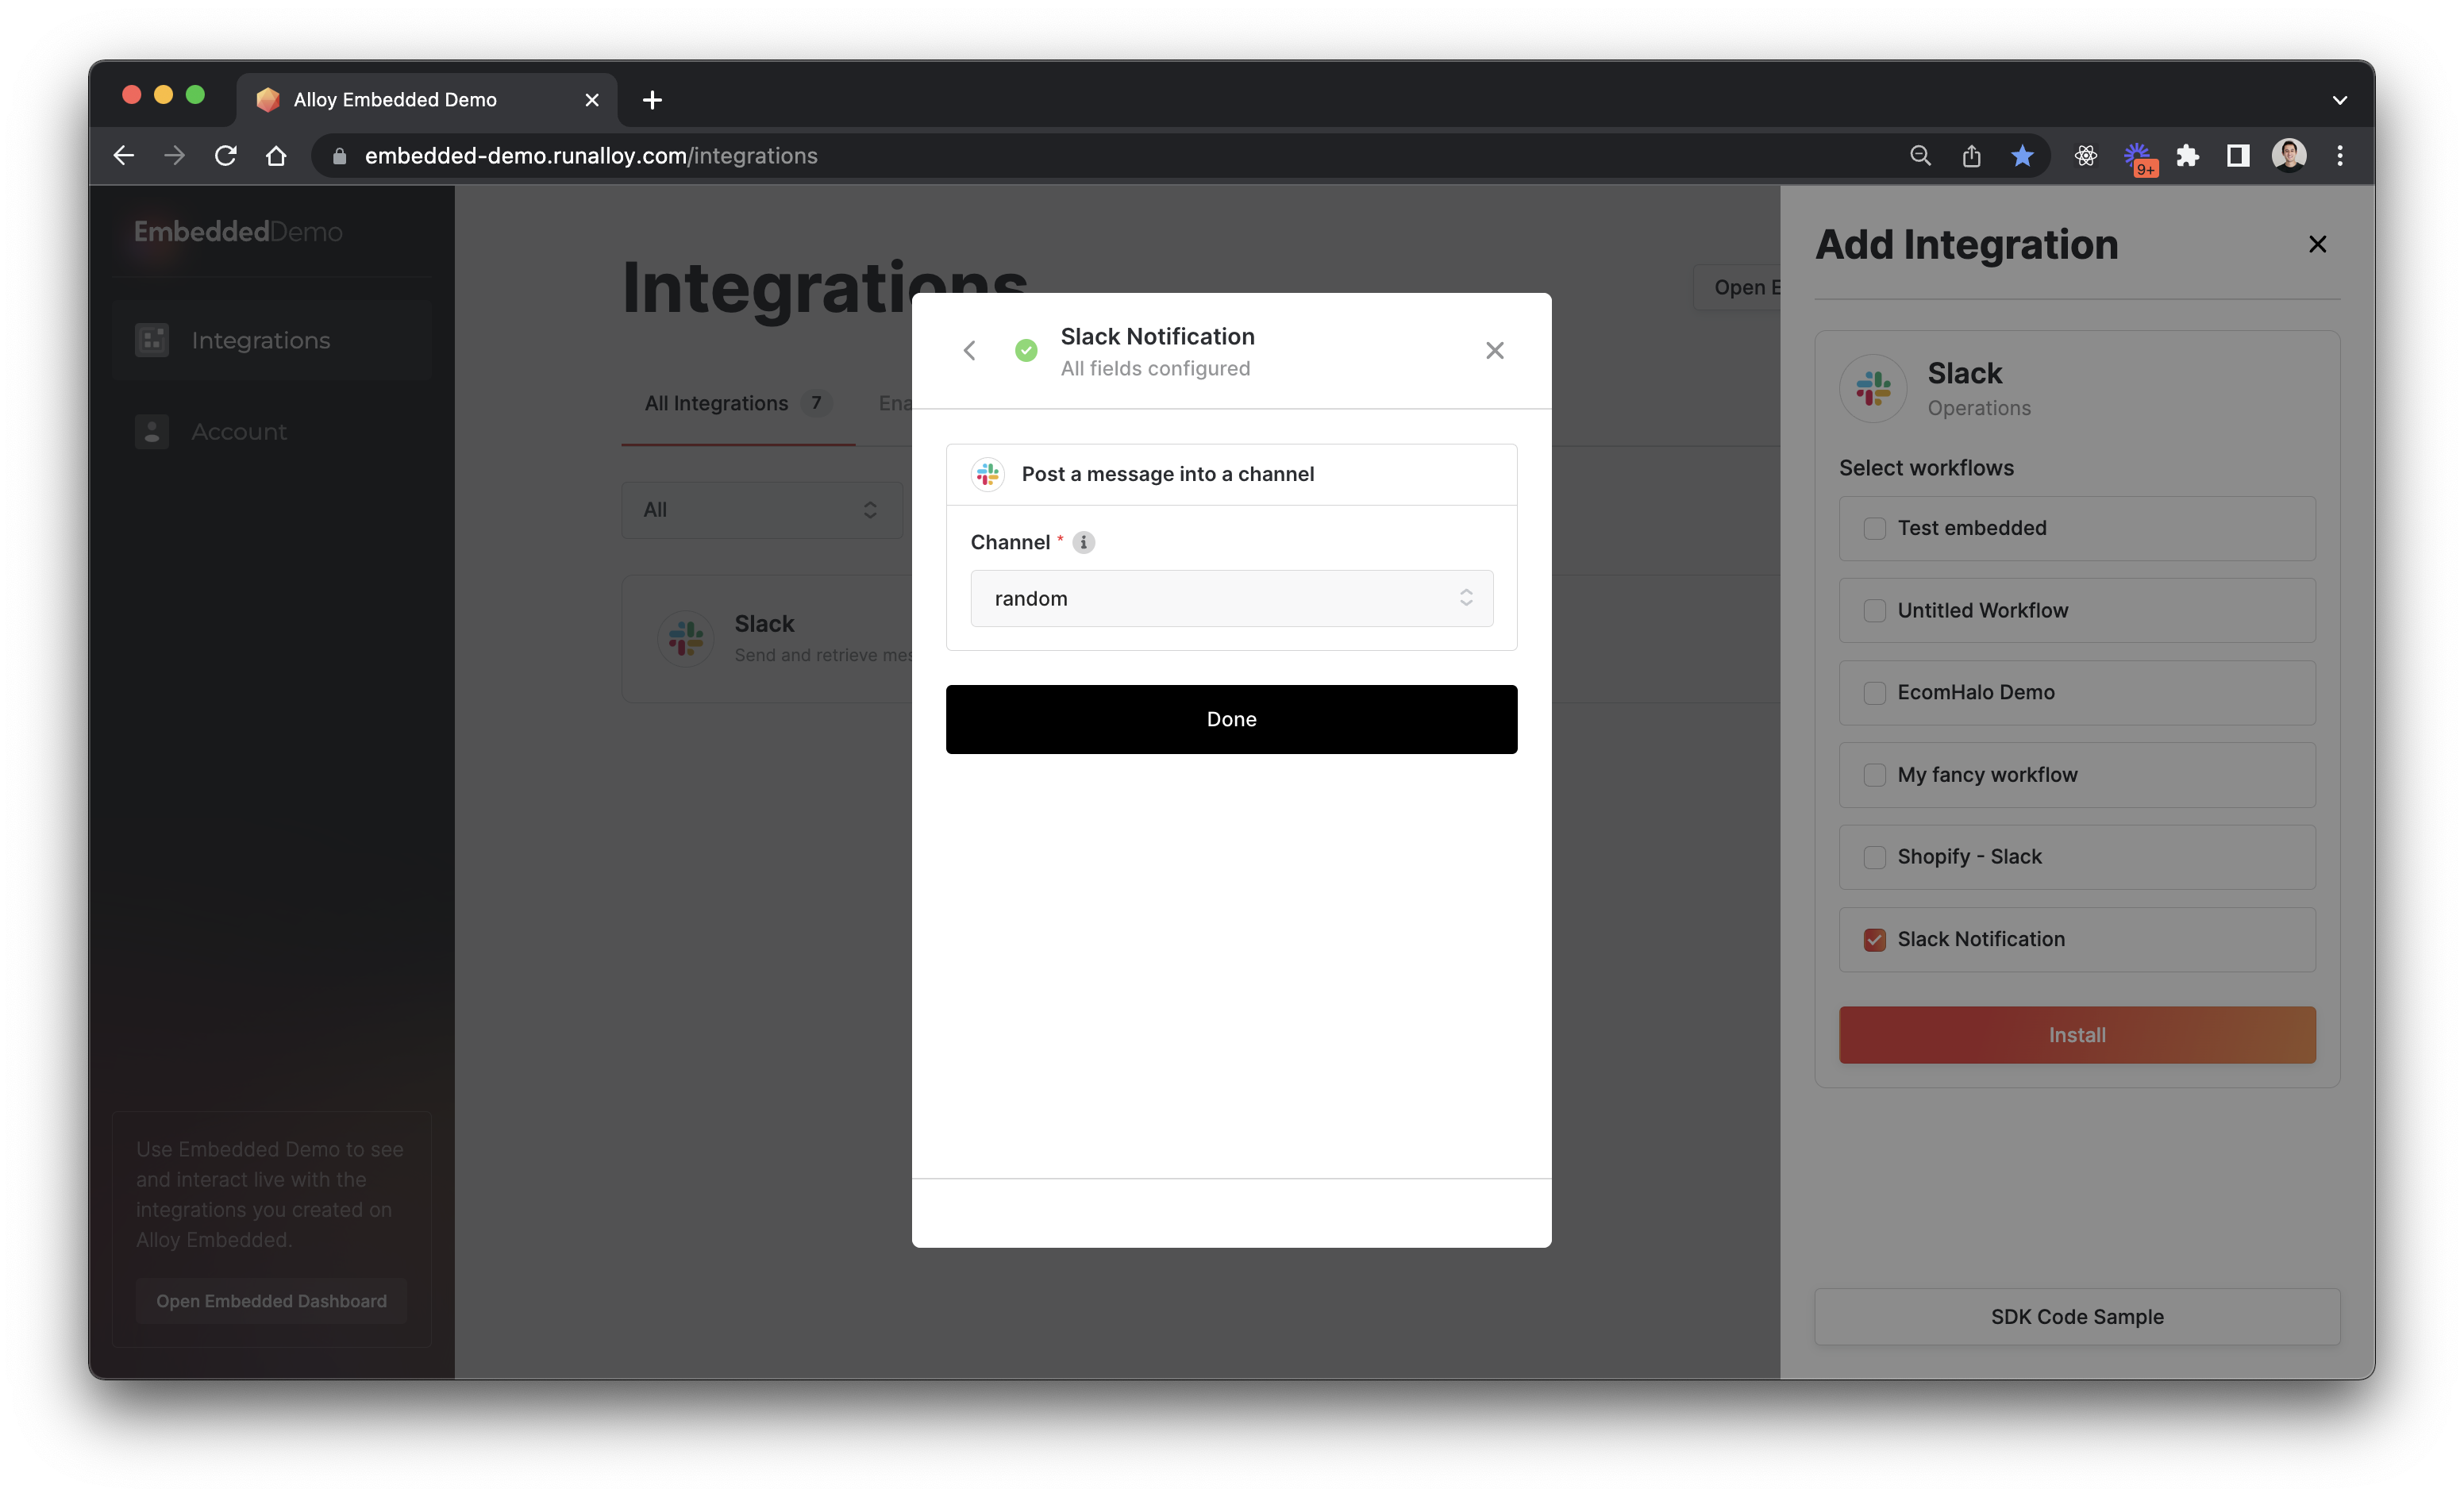 Alloy Embedded Demo
embedded-demo.runalloy.com/integrations
9+
EmbeddedDemo
Integrations
Account
Use Embedded Demo to see
and interact live with the
integrations you created on
Alloy Embedded.
Open Embedded Dashboard
Integrations
Open E
All Integrations 7
Ena
All
Slack
Send and retrieve mes
Slack Notification
All fields configured
Post a message into a channel
Channel *
random
Done
Add Integration
Slack
Operations
Select workflows
Test embedded
Untitled Workflow
EcomHalo Demo
My fancy workflow
Shopify - Slack
Slack Notification
Install
SDK Code Sample